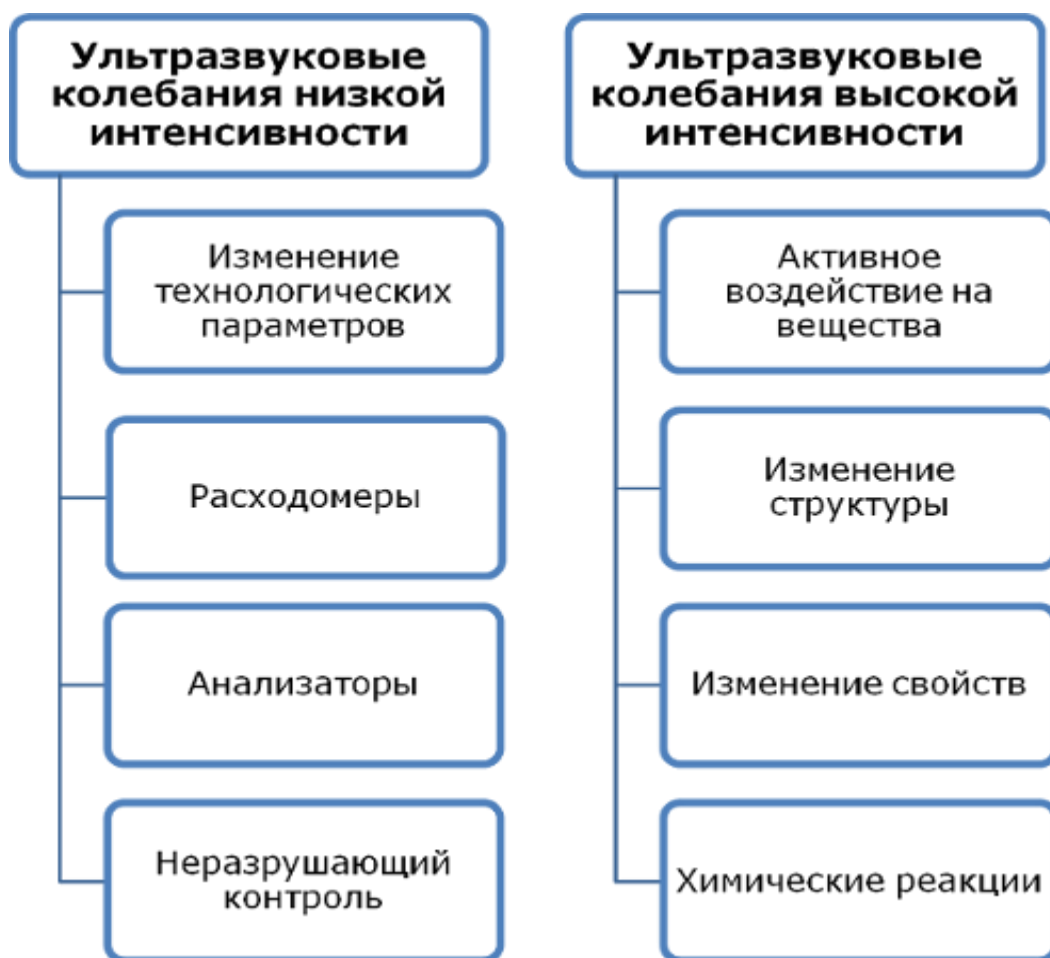 Ультразвуковые
колебания низкой
интенсивности
Изменение
технологических
параметров
Расходомеры
Анализаторы
Неразрушающий
контроль
Ультразвуковые
колебания высокой
интенсивности
Активное
воздействие на
вещества
Изменение
структуры
Изменение свойств
Химические реакции